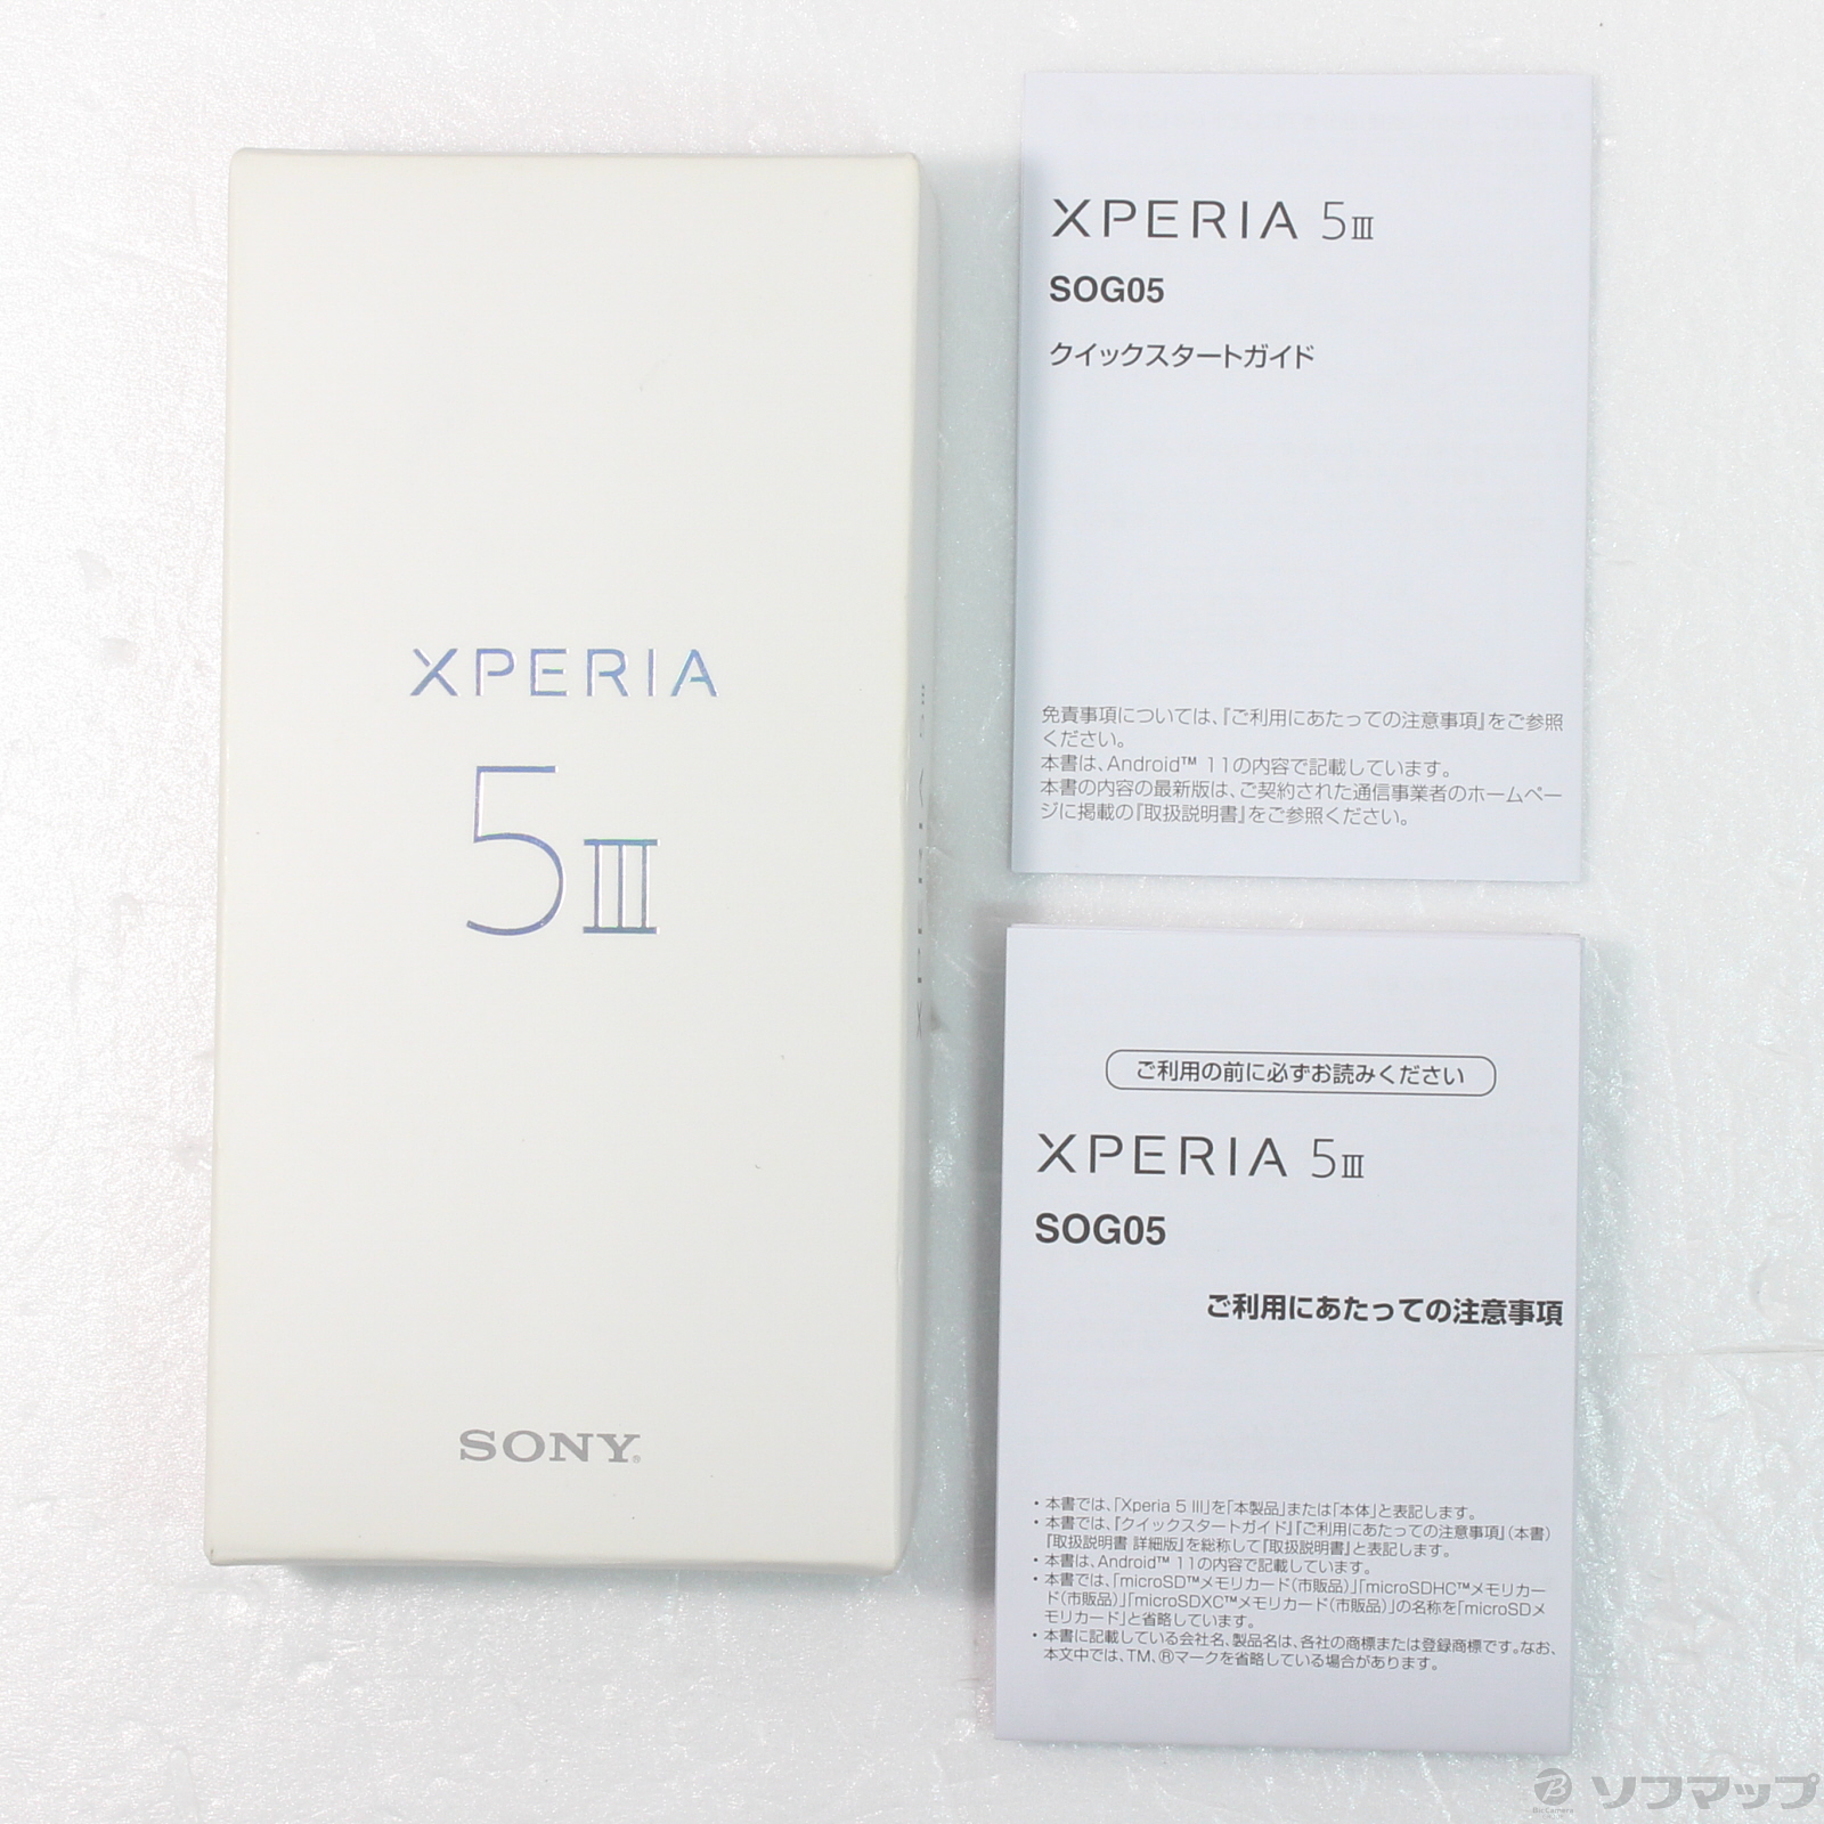 XPERIA
5III
SONY
XPERIA 5III
SOG05
クイックスタートガイド
免責事項については、『ご利用にあたっての注意事項』をご参照
ください。
本書は、Android™ 11の内容で記載しています。
本書の内容の最新版は、ご契約された通信事業者のホームペー
ジに掲載の『取扱説明書』をご参照ください。
ご利用の前に必ずお読みください
XPERIA 5III
SOG05
ご利用にあたっての注意事項
・本書では、「Xperia 5 III」を「本製品」または「本体」と表記します。
・本書では、『クイックスタートガイド』『ご利用にあたっての注意事項』（本書）
『取扱説明書 詳細版』を総称して『取扱説明書』と表記します。
・本書は、Android™ 11の内容で記載しています。
・本書では、「microSD™メモリカード（市販品）」「microSDHC™メモリカー
ド（市販品）」「microSDXC™メモリカード（市販品）」の名称を「microSDメ
モリカード」と省略しています。
・本書に記載している会社名、製品名は、各社の商標または登録商標です。なお、
本文中では、TM、®マークを省略している場合があります。
BicCamera ソフマップ